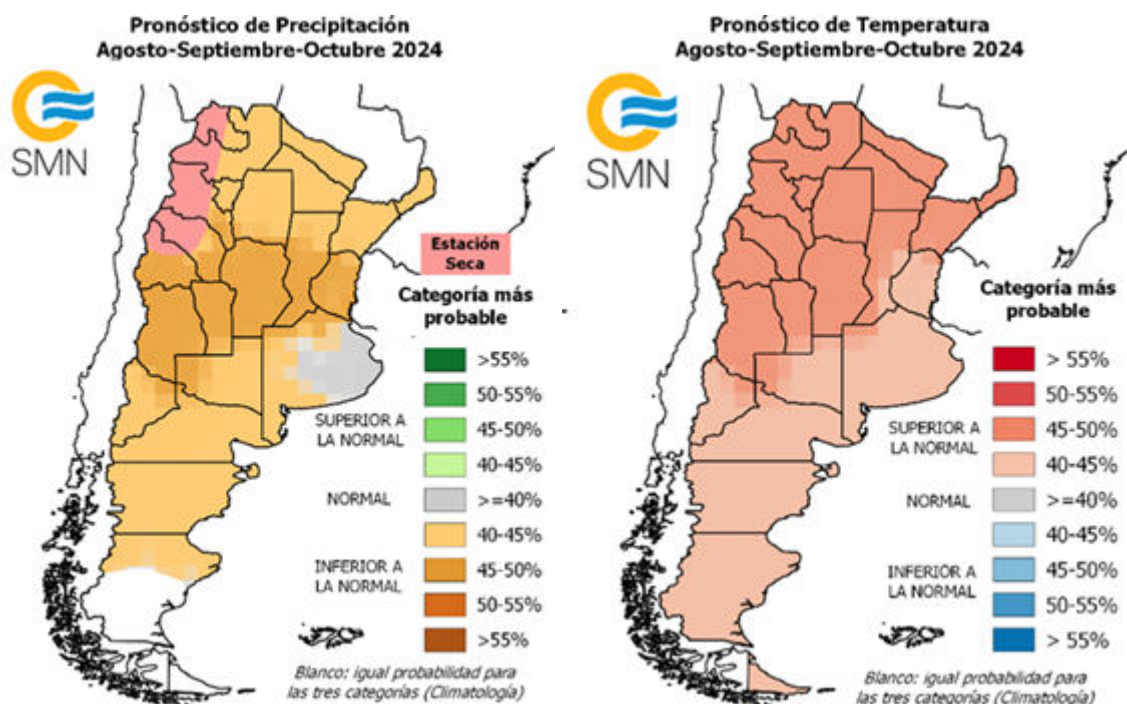 Pronóstico de Precipitación
Agosto-Septiembre-Octubre 2024
SMN
Estación
Seca
Categoría más
probable
>55%
50-55%
SUPERIOR A
LA NORMAL
45-50%
40-45%
NORMAL
>=40%
40-45%
INFERIOR A
LA NORMAL
45-50%
50-55%
>55%
Blanco: igual probabilidad para
las tres categorías (Climatología)
Pronóstico de Temperatura
Agosto-Septiembre-Octubre 2024
SMN
Categoría más
probable
> 55%
50-55%
SUPERIOR A
LA NORMAL
45-50%
40-45%
NORMAL
>=40%
40-45%
INFERIOR A
LA NORMAL
45-50%
50-55%
> 55%
Blanco: igual probabilidad para
las tres categorías (Climatología)